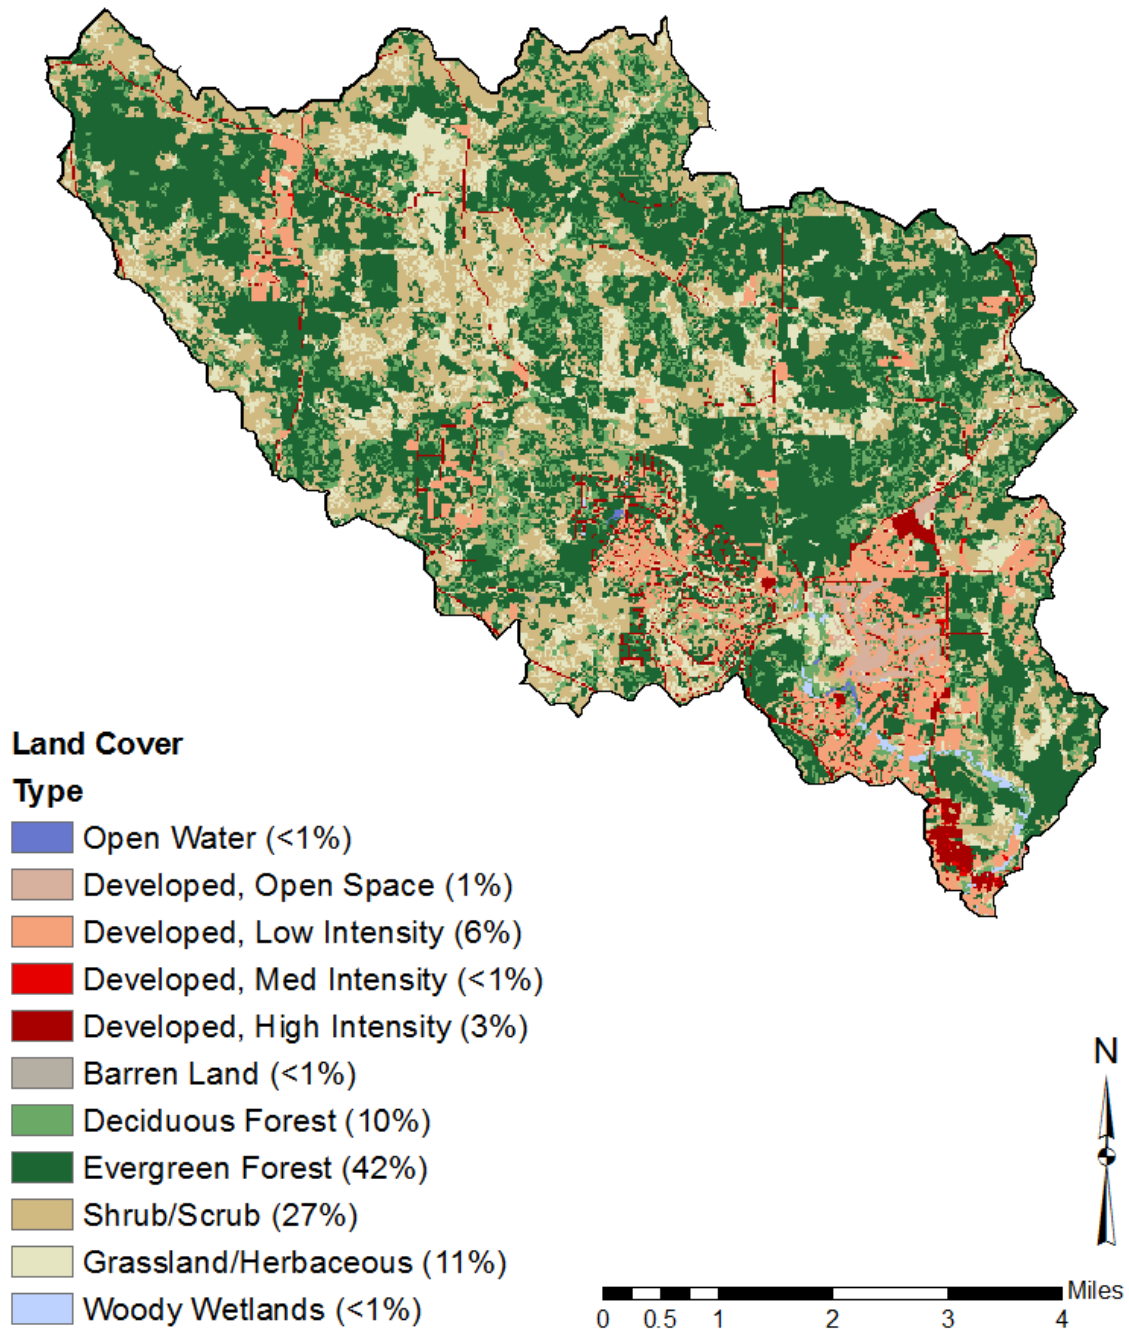 Land Cover
Type
Open Water (<1%)
Developed, Open Space (1%)
Developed, Low Intensity (6%)
Developed, Med Intensity (<1%)
Developed, High Intensity (3%)
Barren Land (<1%)
Deciduous Forest (10%)
Evergreen Forest (42%)
Shrub/Scrub (27%)
Grassland/Herbaceous (11%)
Woody Wetlands (<1%)
N
Miles
0 0.5 1 2 3 4